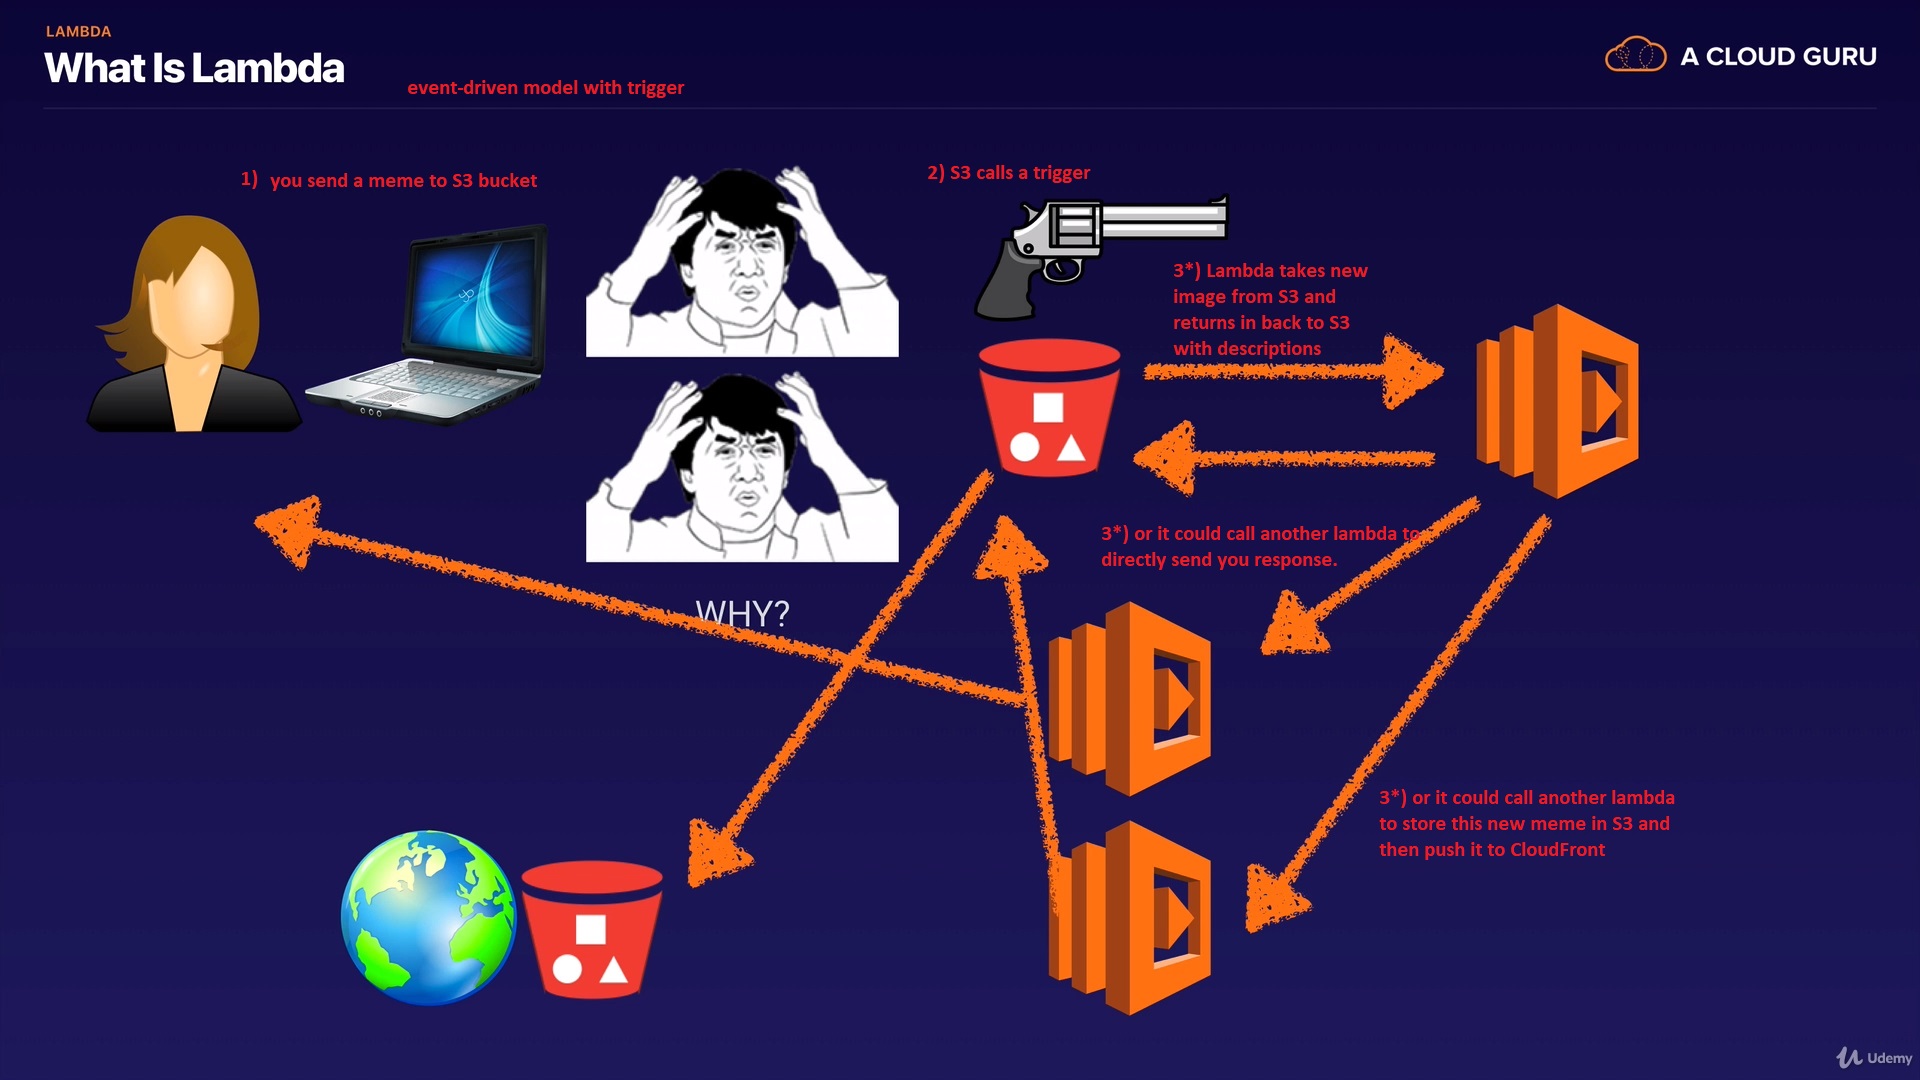 LAMBDA
What Is Lambda
A CLOUD GURU
event-driven model with trigger
1) you send a meme to S3 bucket
2) S3 calls a trigger
3*) Lambda takes new
image from S3 and
returns in back to S3
with descriptions
3*) or it could call another lambda to
directly send you response.
WHY?
3*) or it could call another lambda
to store this new meme in S3 and
then push it to CloudFront
Udemy